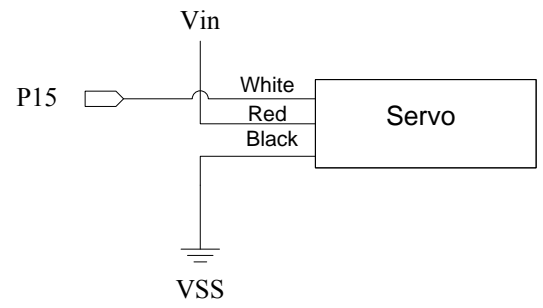 Vin
White
P15
Red
Servo
Black
VSS